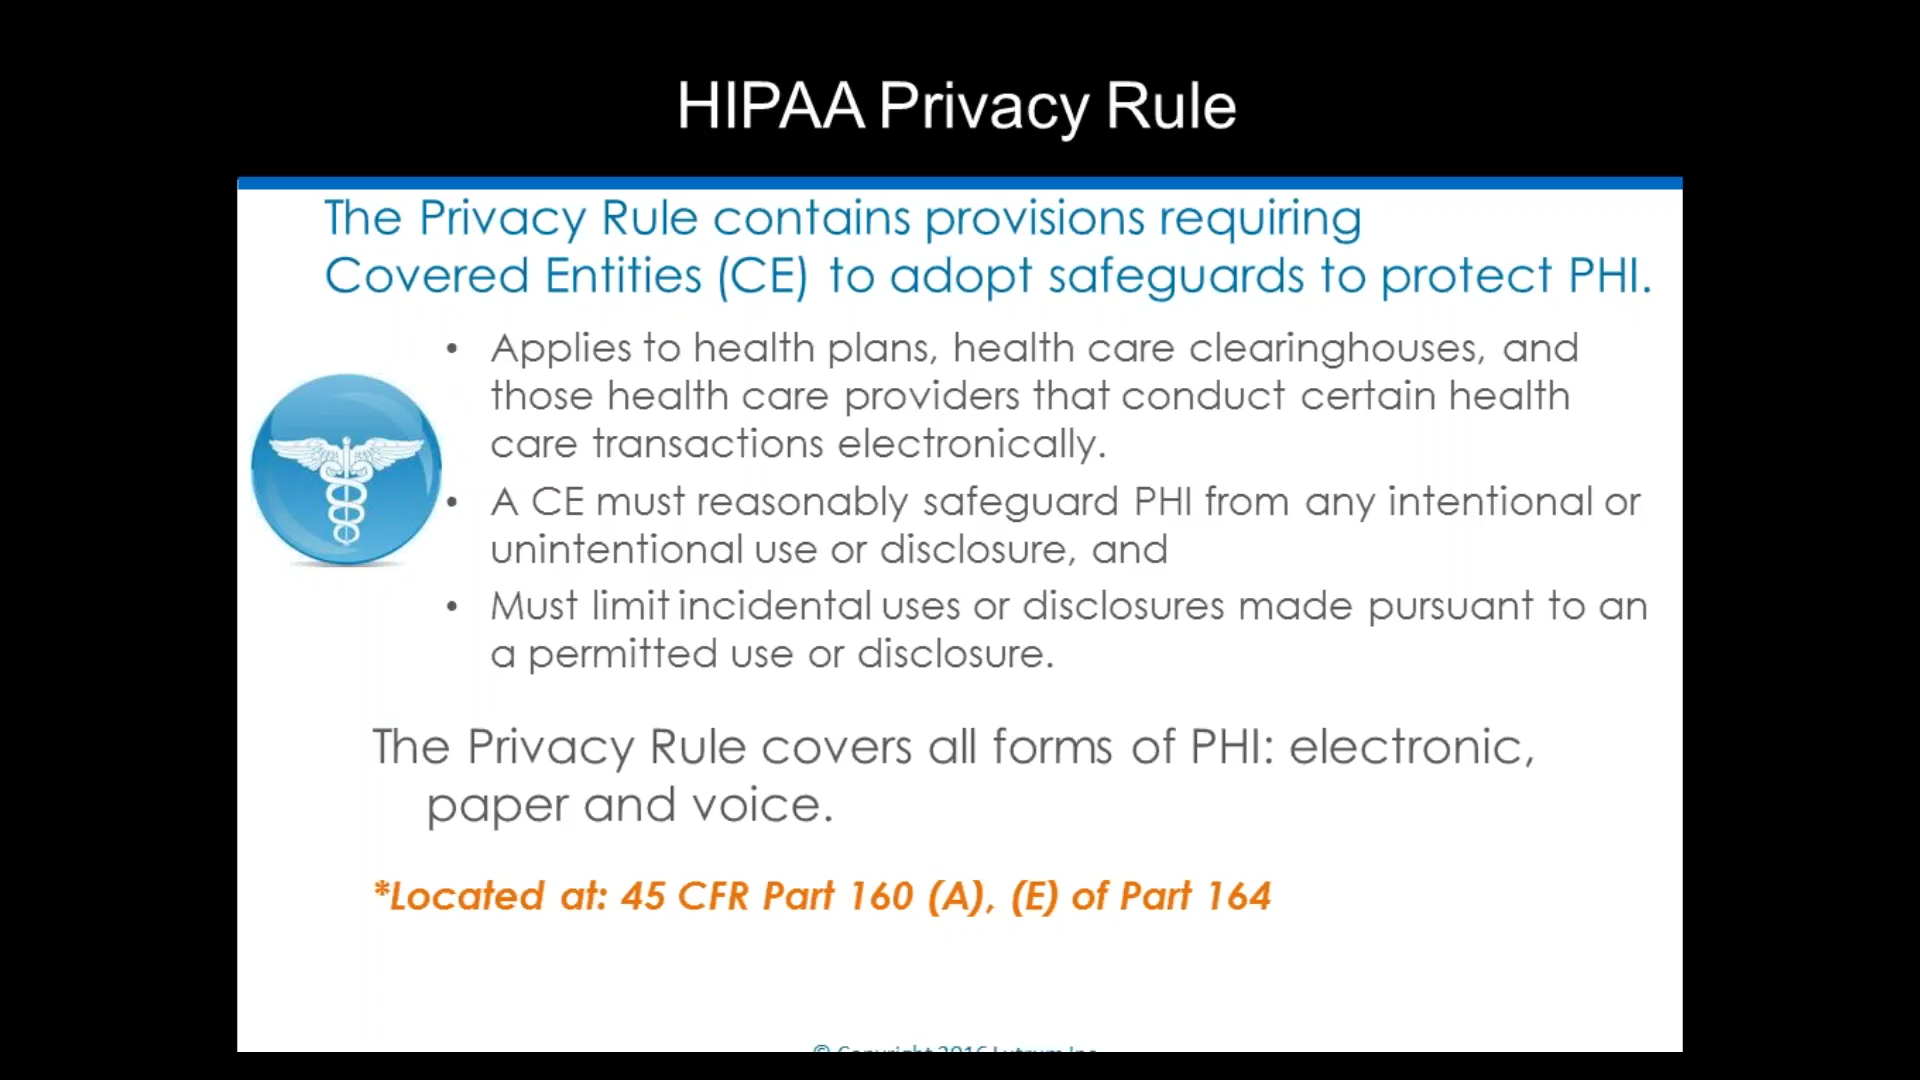 HIPAA Privacy Rule
The Privacy Rule contains provisions requiring
Covered Entities (CE) to adopt safeguards to protect PHI.
• Applies to health plans, health care clearinghouses, and
those health care providers that conduct certain health
care transactions electronically.
• A CE must reasonably safeguard PHI from any intentional or
unintentional use or disclosure, and
• Must limit incidental uses or disclosures made pursuant to an
a permitted use or disclosure.
The Privacy Rule covers all forms of PHI: electronic,
paper and voice.
*Located at: 45 CFR Part 160 (A), (E) of Part 164
© Copyright 2016